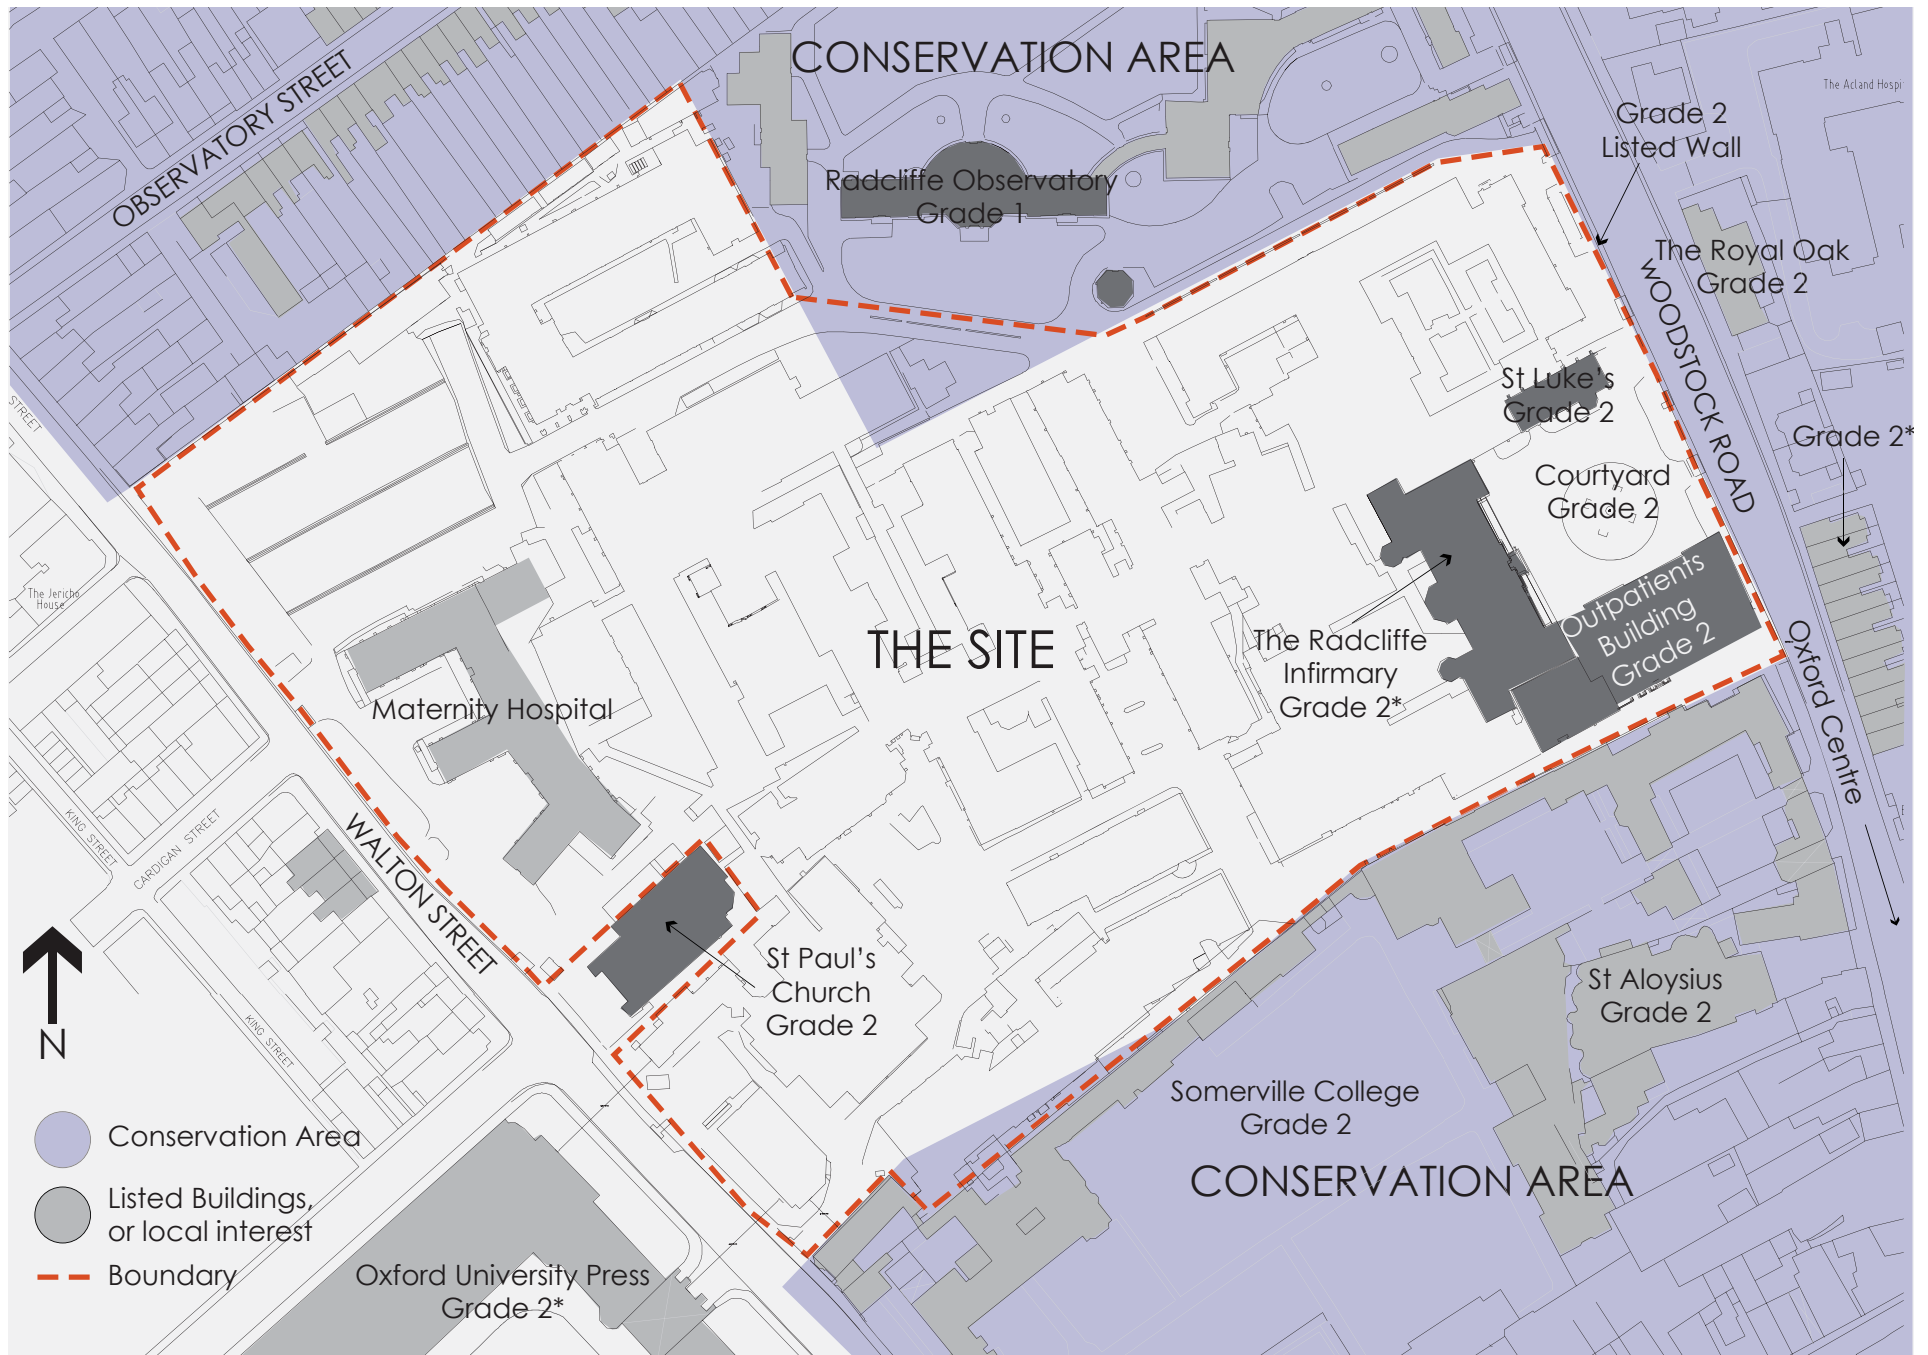 CONSERVATION AREA
OBSERVATORY STREET
The Acland Hospi
Grade 2
Listed Wall
Radcliffe Observatory
Grade 1
The Royal Oak
Grade 2
WOODSTOCK ROAD
STREET
St Luke's
Grade 2
Grade 2*
Courtyard
Grade 2
The Jericho
House
Outpatients
Building
Grade 2
THE SITE
The Radcliffe
Infirmary
Grade 2*
Oxford Centre
Maternity Hospital
KING STREET
CARDIGAN STREET
WALTON STREET
St Paul's
Church
Grade 2
St Aloysius
Grade 2
N
KING STREET
Somerville College
Grade 2
CONSERVATION AREA
Conservation Area
Listed Buildings,
or local interest
Boundary
Oxford University Press
Grade 2*